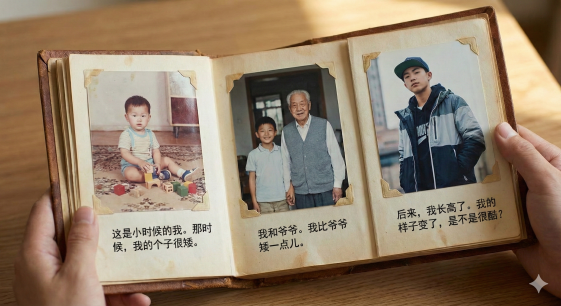 这是小时候的我。那时
候，我的个子很矮。
我和爷爷。我比爷爷
矮一点儿。
后来，我长高了。我的
样子变了，是不是很酷？